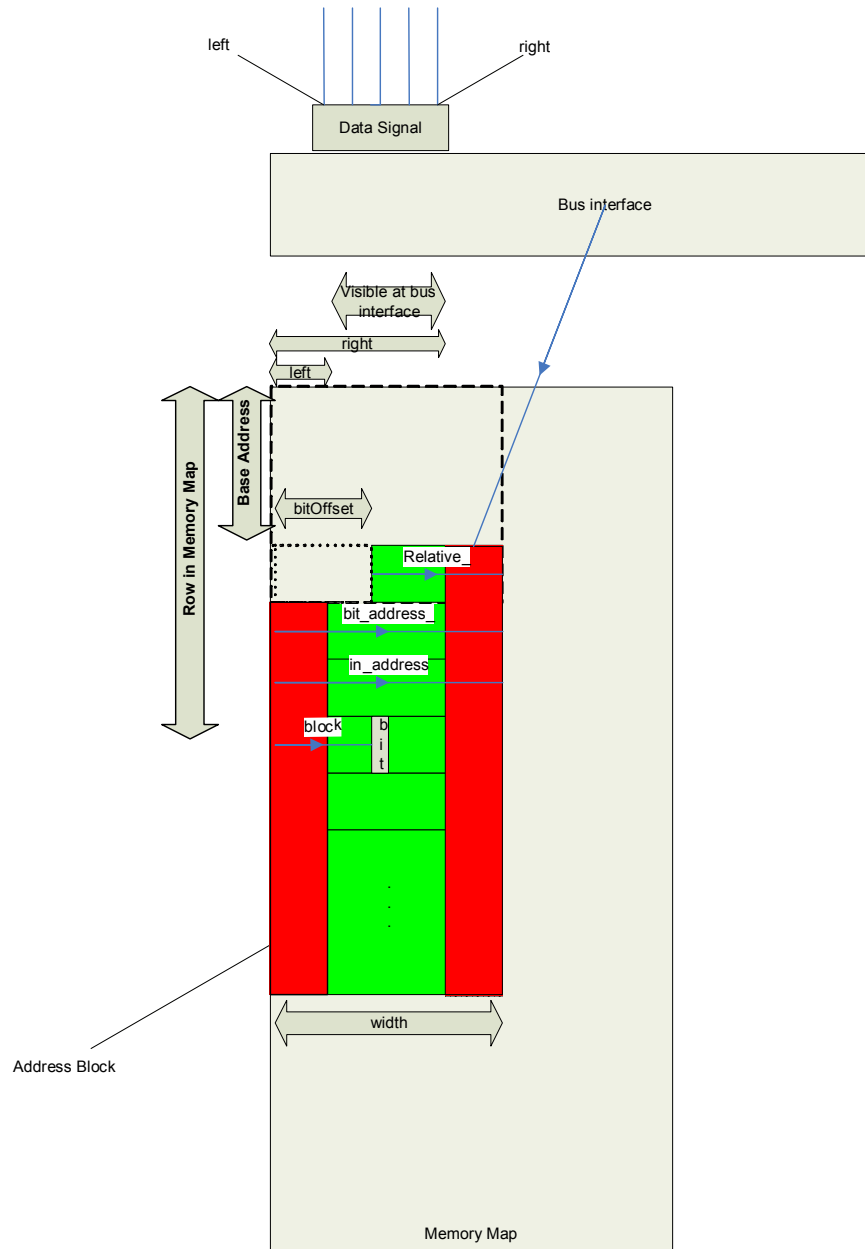 left
right
Data Signal
Bus interface
Visible at bus
interface
right
left
Base Address
Row in Memory Map
bitOffset
Relative_
bit_address_
in_address
block
b
i
t
.
.
.
width
Address Block
Memory Map